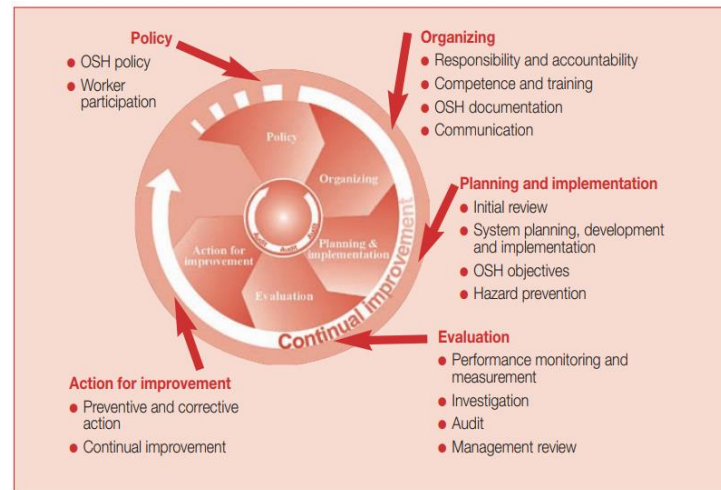 Policy
● OSH policy
● Worker
participation
Organizing
● Responsibility and accountability
● Competence and training
● OSH documentation
● Communication
Policy
Organizing
Planning &
implementation
Evaluation
Action for
improvement
Audit
Audit
Audit
Continual improvement
Planning and implementation
● Initial review
● System planning, development
and implementation
● OSH objectives
● Hazard prevention
Evaluation
● Performance monitoring and
measurement
● Investigation
● Audit
● Management review
Action for improvement
● Preventive and corrective
action
● Continual improvement